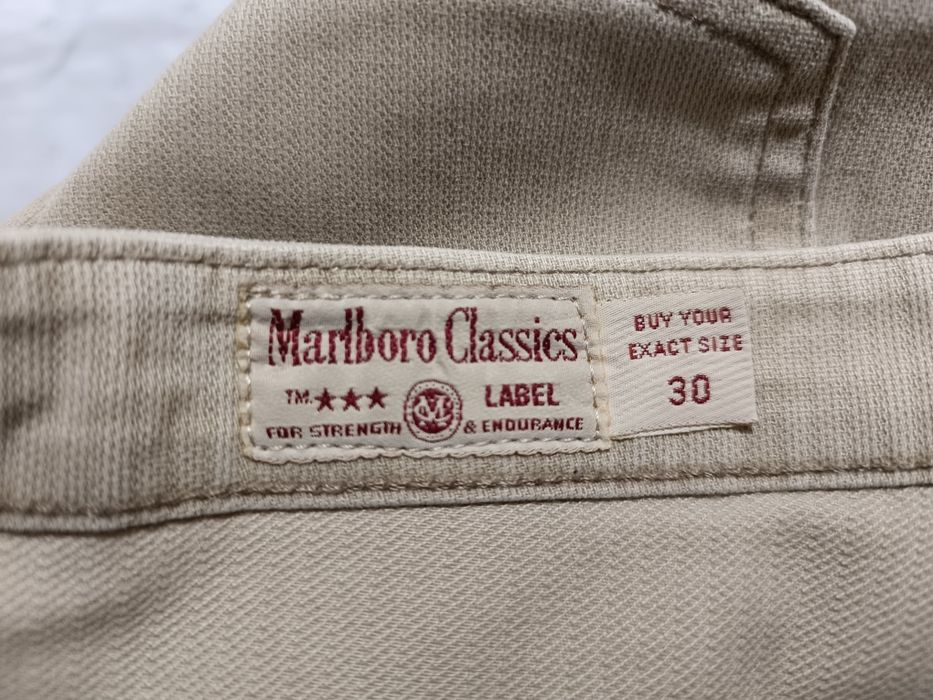 Marlboro Classics
TM. ★★★ LABEL
FOR STRENGTH & ENDURANCE
BUY YOUR
EXACT SIZE
30